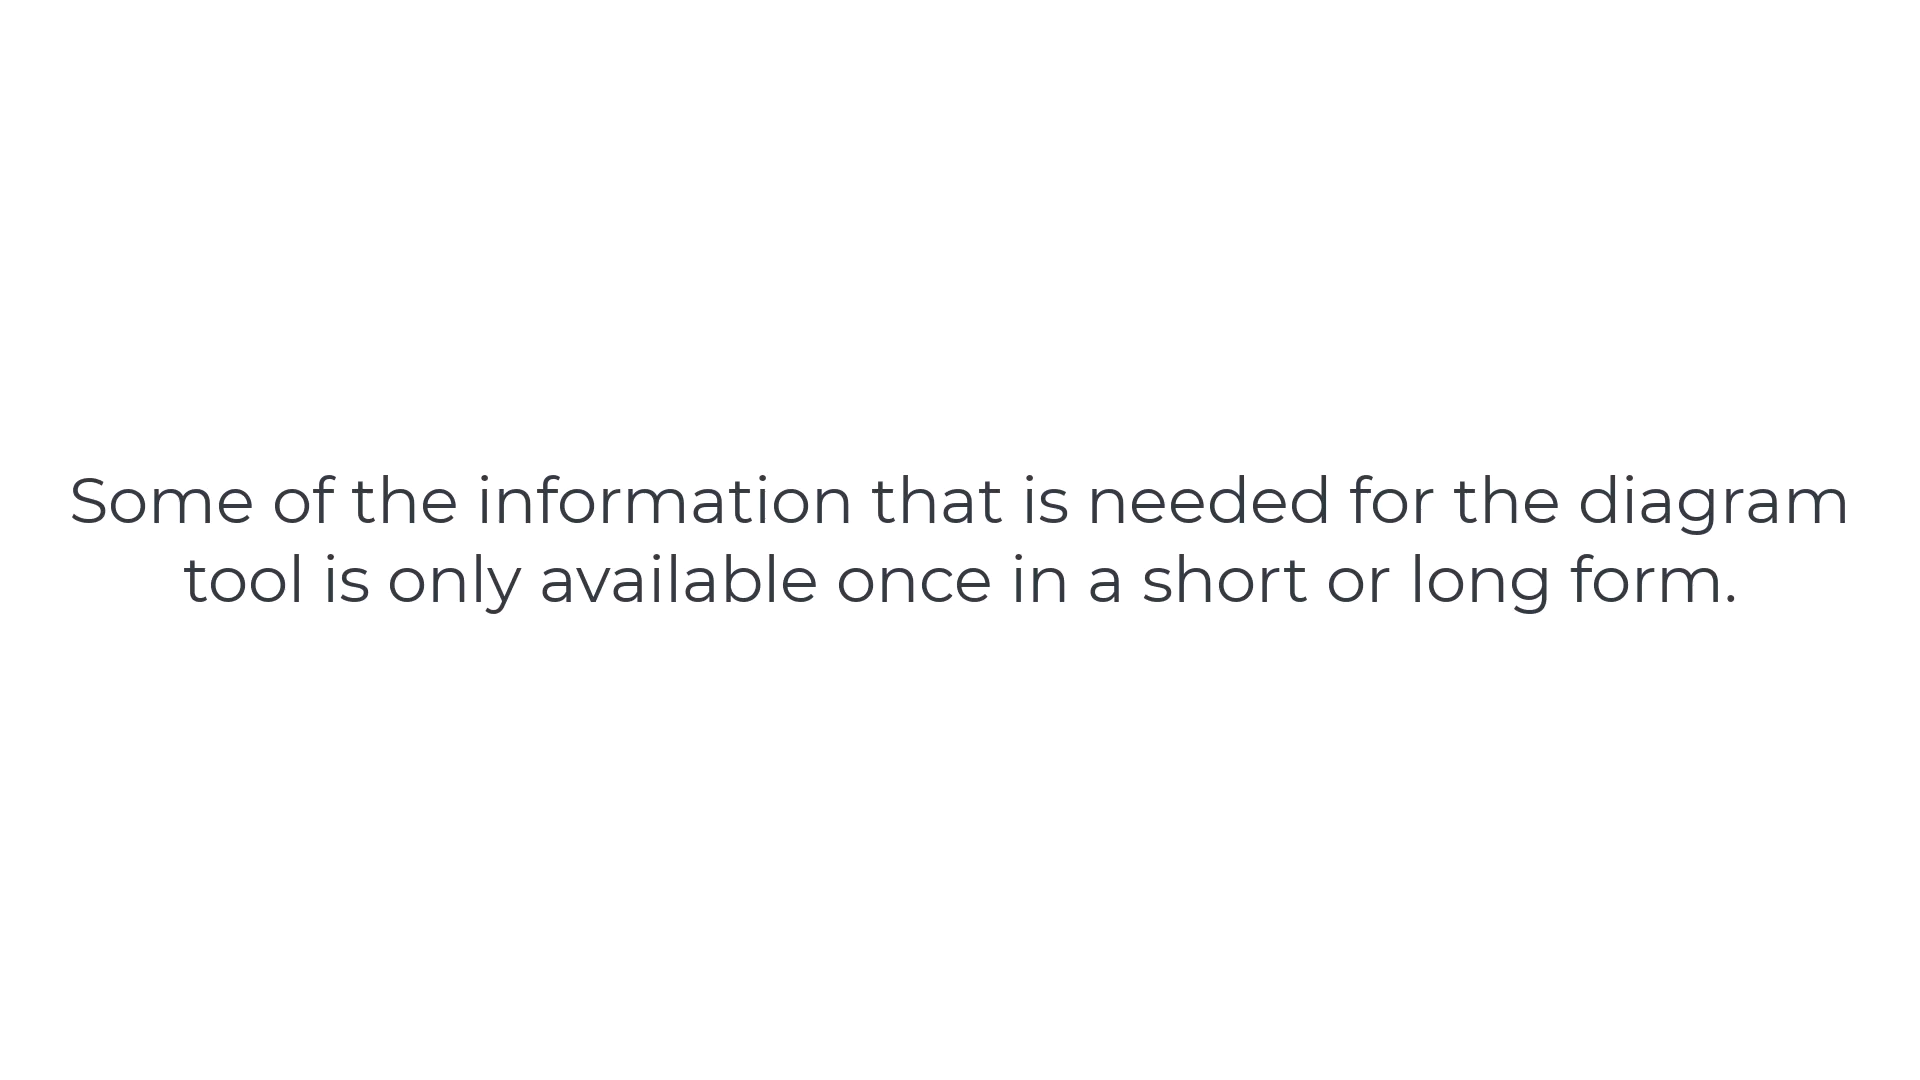 Some of the information that is needed for the diagram
tool is only available once in a short or long form.